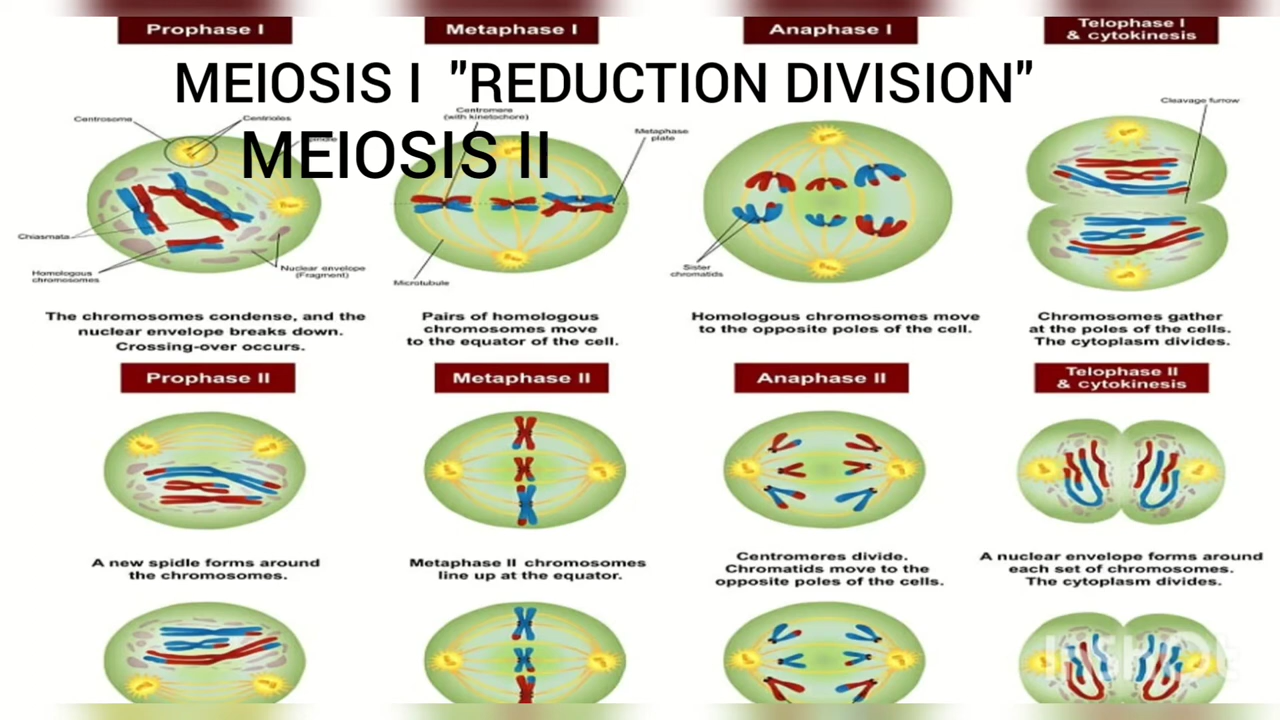 Prophase I
Metaphase I
Anaphase I
Telophase I
& cytokinesis
MEIOSIS I "REDUCTION DIVISION"
MEIOSIS II
Centrosome
Centrioles
Chiasmata
Homologous
chromosomes
Nuclear envelope
(Fragment)
Centromere
(with kinetochore)
Metaphase
plate
Microtubule
Sister
chromatids
Cleavage furrow
The chromosomes condense, and the
nuclear envelope breaks down.
Crossing-over occurs.
Pairs of homologous
chromosomes move
to the equator of the cell.
Homologous chromosomes move
to the opposite poles of the cell.
Chromosomes gather
at the poles of the cells.
The cytoplasm divides.
Prophase II
Metaphase II
Anaphase II
Telophase II
& cytokinesis
A new spidle forms around
the chromosomes.
Metaphase II chromosomes
line up at the equator.
Centromeres divide.
Chromatids move to the
opposite poles of the cells.
A nuclear envelope forms around
each set of chromosomes.
The cytoplasm divides.